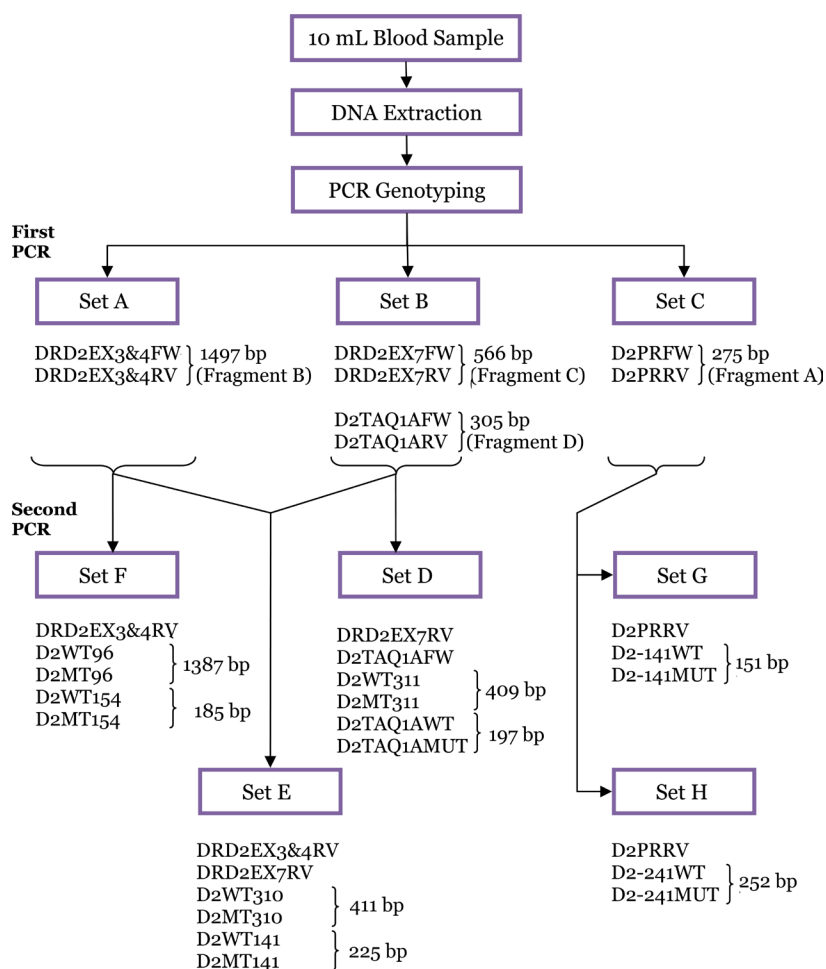 10 mL Blood Sample
DNA Extraction
PCR Genotyping
First
PCR
Set A
Set B
Set C
DRD2EX3&4FW
DRD2EX3&4RV
1497 bp
(Fragment B)
DRD2EX7FW
DRD2EX7RV
566 bp
(Fragment C)
D2PRFW
D2PRRV
275 bp
(Fragment A)
D2TAQ1AFW
D2TAQ1ARV
305 bp
(Fragment D)
Second
PCR
Set F
Set D
Set G
DRD2EX3&4RV
D2WT96
D2MT96
1387 bp
D2WT154
D2MT154
185 bp
DRD2EX7RV
D2TAQ1AFW
D2WT311
D2MT311
409 bp
D2TAQ1AWT
D2TAQ1AMUT
197 bp
D2PRRV
D2-141WT
D2-141MUT
151 bp
Set E
Set H
DRD2EX3&4RV
DRD2EX7RV
D2WT310
D2MT310
411 bp
D2WT141
D2MT141
225 bp
D2PRRV
D2-241WT
D2-241MUT
252 bp